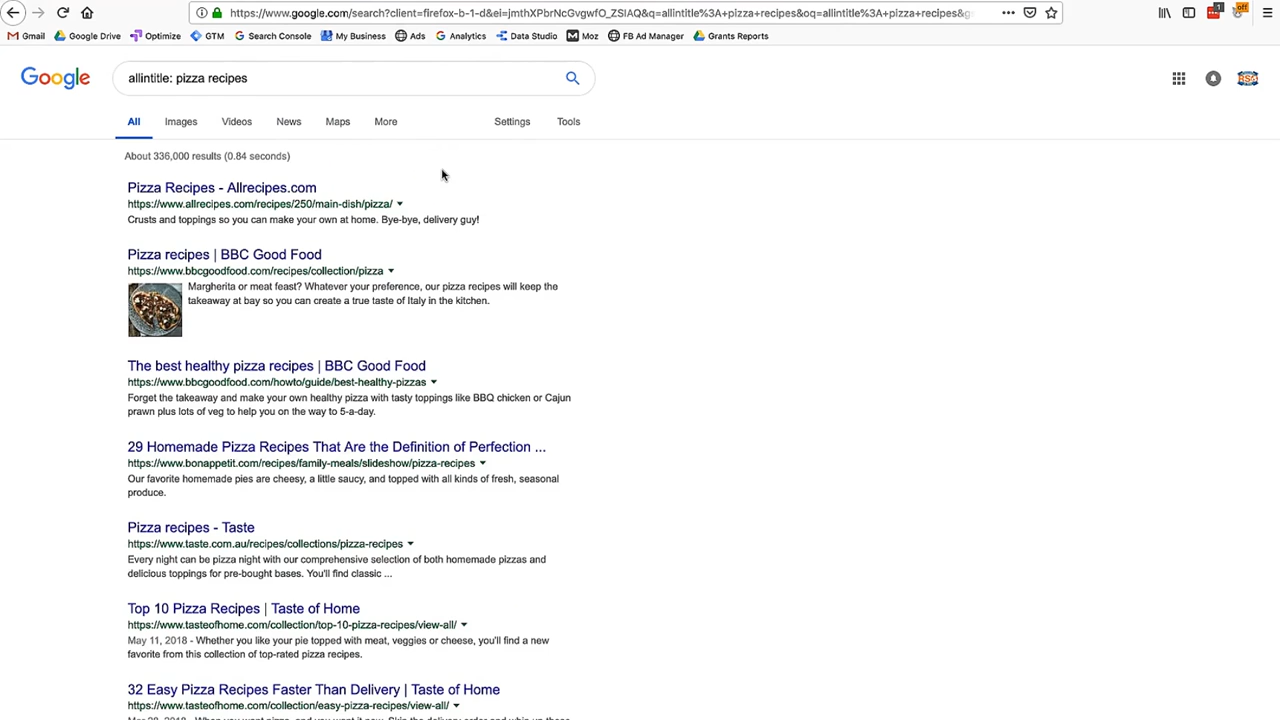 https://www.google.com/search?client=firefox-b-1-d&ei=jmthXPbrNcGvgwfO_ZSIAQ&q=allintitle%3A+pizza+recipes&oq=allintitle%3A+pizza+recipes&g
1
off
Gmail Google Drive Optimize GTM Search Console My Business Ads Analytics Data Studio Moz FB Ad Manager Grants Reports
Google
allintitle: pizza recipes
All Images Videos News Maps More Settings Tools
About 336,000 results (0.84 seconds)
Pizza Recipes - Allrecipes.com
https://www.allrecipes.com/recipes/250/main-dish/pizza/
Crusts and toppings so you can make your own at home. Bye-bye, delivery guy!
Pizza recipes | BBC Good Food
https://www.bbcgoodfood.com/recipes/collection/pizza
Margherita or meat feast? Whatever your preference, our pizza recipes will keep the
takeaway at bay so you can create a true taste of Italy in the kitchen.
The best healthy pizza recipes | BBC Good Food
https://www.bbcgoodfood.com/howto/guide/best-healthy-pizzas
Forget the takeaway and make your own healthy pizza with tasty toppings like BBQ chicken or Cajun
prawn plus lots of veg to help you on the way to 5-a-day.
29 Homemade Pizza Recipes That Are the Definition of Perfection ...
https://www.bonappetit.com/recipes/family-meals/slideshow/pizza-recipes
Our favorite homemade pies are cheesy, a little saucy, and topped with all kinds of fresh, seasonal
produce.
Pizza recipes - Taste
https://www.taste.com.au/recipes/collections/pizza-recipes
Every night can be pizza night with our comprehensive selection of both homemade pizzas and
delicious toppings for pre-bought bases. You'll find classic ...
Top 10 Pizza Recipes | Taste of Home
https://www.tasteofhome.com/collection/top-10-pizza-recipes/view-all/
May 11, 2018 - Whether you like your pie topped with meat, veggies or cheese, you'll find a new
favorite from this collection of top-rated pizza recipes.
32 Easy Pizza Recipes Faster Than Delivery | Taste of Home
https://www.tasteofhome.com/collection/easy-pizza-recipes/view-all/